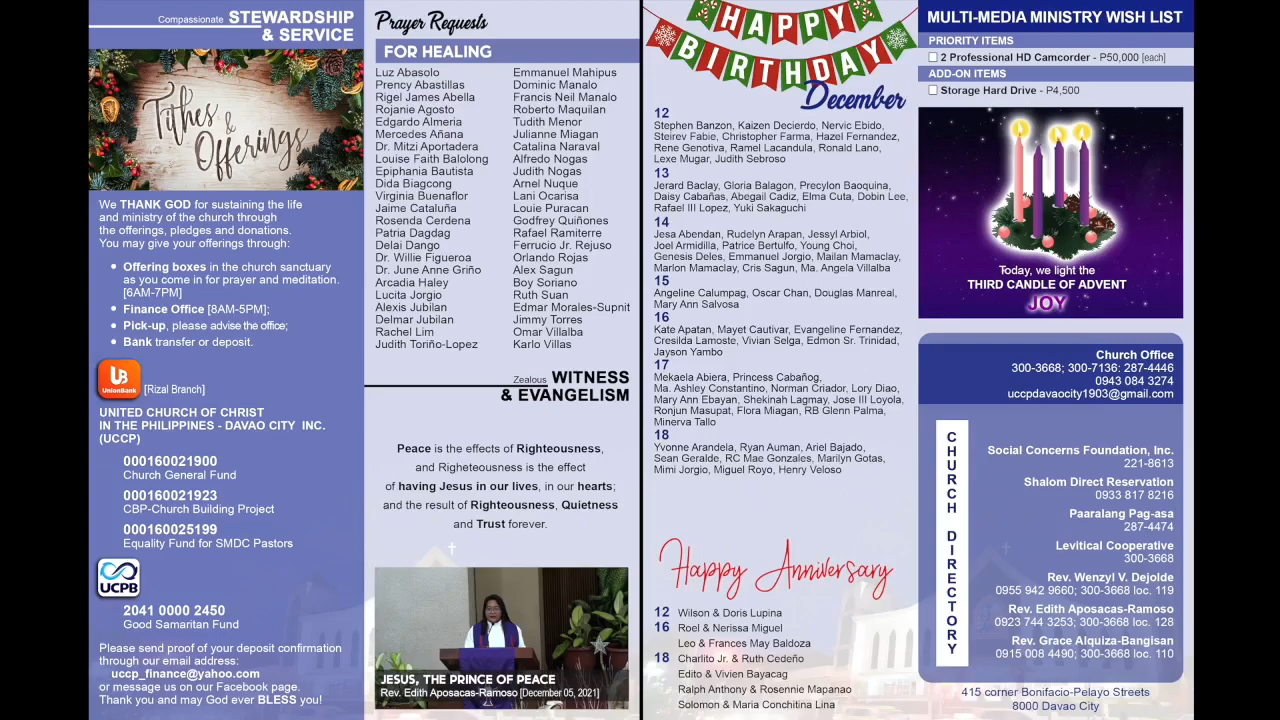 Compassionate STEWARDSHIP
& SERVICE
Tithes
&
Offerings
We THANK GOD for sustaining the life
and ministry of the church through
the offerings, pledges and donations.
You may give your offerings through:
• Offering boxes in the church sanctuary
as you come in for prayer and meditation.
[6AM-7PM]
• Finance Office [8AM-5PM];
• Pick-up, please advise the office;
• Bank transfer or deposit.
UB
UnionBank
[Rizal Branch]
UNITED CHURCH OF CHRIST
IN THE PHILIPPINES - DAVAO CITY INC.
(UCCP)
000160021900
Church General Fund
000160021923
CBP-Church Building Project
000160025199
Equality Fund for SMDC Pastors
UCPB
2041 0000 2450
Good Samaritan Fund
Please send proof of your deposit confirmation
through our email address:
uccp_finance@yahoo.com
or message us on our Facebook page.
Thank you and may God ever BLESS you!
Prayer Requests
FOR HEALING
Luz Abasolo
Prency Abastillas
Rigel James Abella
Rojanie Agosto
Edgardo Almeria
Mercedes Añana
Dr. Mitzi Aportadera
Louise Faith Balolong
Epiphania Bautista
Dida Biagcong
Virginia Buenaflor
Jaime Cataluña
Rosenda Cerdena
Patria Dagdag
Delai Dango
Dr. Willie Figueroa
Dr. June Anne Griño
Arcadia Haley
Lucita Jorgio
Alexis Jubilan
Delmar Jubilan
Rachel Lim
Judith Toriño-Lopez
Emmanuel Mahipus
Dominic Manalo
Francis Neil Manalo
Roberto Maquilan
Tudith Menor
Julianne Miagan
Catalina Naraval
Alfredo Nogas
Judith Nogas
Arnel Nuque
Lani Ocarisa
Louie Puracan
Godfrey Quiñones
Rafael Ramiterre
Ferrucio Jr. Rejuso
Orlando Rojas
Alex Sagun
Boy Soriano
Ruth Suan
Edmar Morales-Supnit
Jimmy Torres
Omar Villalba
Karlo Villas
Zealous WITNESS
& EVANGELISM
Peace is the effects of Righteousness,
and Righeteousness is the effect
of having Jesus in our lives, in our hearts;
and the result of Righteousness, Quietness
and Trust forever.
JESUS, THE PRINCE OF PEACE
Rev. Edith Aposacas-Ramoso [December 05, 2021]
HAPPY
BIRTHDAY
December
12
Stephen Banzon, Kaizen Decierdo, Nervic Ebido,
Steirev Fabie, Christopher Farma, Hazel Fernandez,
Rene Genotiva, Ramel Lacandula, Ronald Lano,
Lexe Mugar, Judith Sebroso
13
Jerard Baclay, Gloria Balagon, Precylon Baoquina,
Daisy Cabañas, Abegail Cadiz, Elma Cuta, Dobin Lee,
Rafael III Lopez, Yuki Sakaguchi
14
Jesa Abendan, Rudelyn Arapan, Jessyl Arbiol,
Joel Armidilla, Patrice Bertulfo, Young Choi,
Genesis Deles, Emmanuel Jorgio, Mailan Mamaclay,
Marlon Mamaclay, Cris Sagun, Ma. Angela Villalba
15
Angeline Calumpag, Oscar Chan, Douglas Manreal,
Mary Ann Salvosa
16
Kate Apatan, Mayet Cautivar, Evangeline Fernandez,
Cresilda Lamoste, Vivian Selga, Edmon Sr. Trinidad,
Jayson Yambo
17
Mekaela Abiera, Princess Cabañog,
Ma. Ashley Constantino, Norman Criador, Lory Diao,
Mary Ann Ebayan, Shekinah Lagmay, Jose III Loyola,
Ronjun Masupat, Flora Miagan, RB Glenn Palma,
Minerva Tallo
18
Yvonne Arandela, Ryan Auman, Ariel Bajado,
Sean Geralde, RC Mae Gonzales, Marilyn Gotas,
Mimi Jorgio, Miguel Royo, Henry Veloso
Happy Anniversary
12 Wilson & Doris Lupina
16 Roel & Nerissa Miguel
Leo & Frances May Baldoza
18 Charlito Jr. & Ruth Cedeño
Edito & Vivien Bayacag
Ralph Anthony & Rosennie Mapanao
Solomon & Maria Conchitina Lina
MULTI-MEDIA MINISTRY WISH LIST
PRIORITY ITEMS
2 Professional HD Camcorder - P50,000 [each]
ADD-ON ITEMS
Storage Hard Drive - P4,500
Today, we light the
THIRD CANDLE OF ADVENT
JOY
Church Office
300-3668; 300-7136: 287-4446
0943 084 3274
uccpdavaocity1903@gmail.com
CHURCH DIRECTORY
Social Concerns Foundation, Inc.
221-8613
Shalom Direct Reservation
0933 817 8216
Paaralang Pag-asa
287-4474
Levitical Cooperative
300-3668
Rev. Wenzyl V. Dejolde
0955 942 9660; 300-3668 loc. 119
Rev. Edith Aposacas-Ramoso
0923 744 3253; 300-3668 loc. 128
Rev. Grace Alquiza-Bangisan
0915 008 4490; 300-3668 loc. 110
415 corner Bonifacio-Pelayo Streets
8000 Davao City